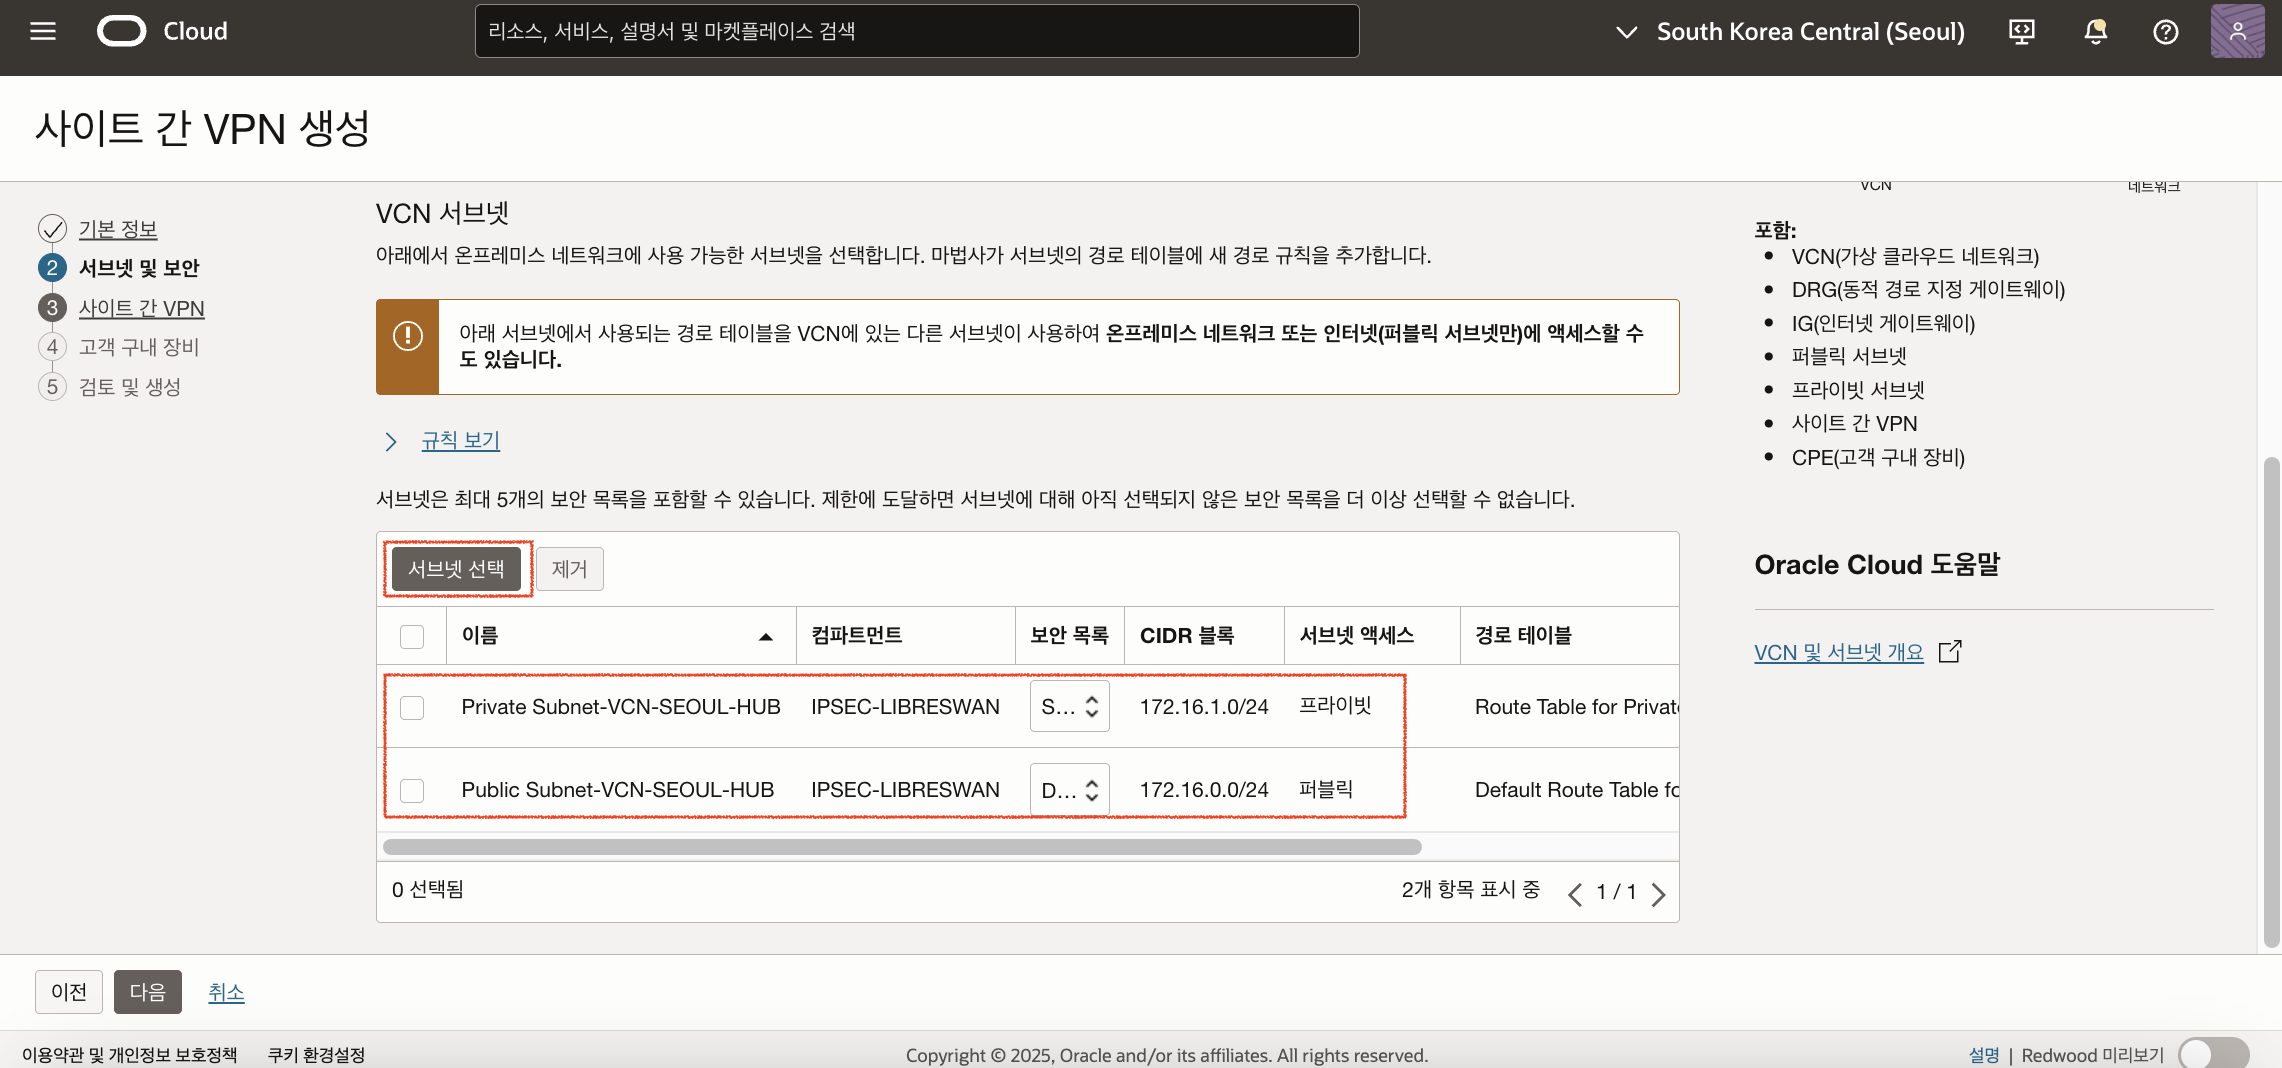 Cloud
리소스, 서비스, 설명서 및 마켓플레이스 검색
South Korea Central (Seoul)
사이트 간 VPN 생성
기본 정보
2 서브넷 및 보안
3 사이트 간 VPN
4 고객 구내 장비
5 검토 및 생성
VCN 서브넷
아래에서 온프레미스 네트워크에 사용 가능한 서브넷을 선택합니다. 마법사가 서브넷의 경로 테이블에 새 경로 규칙을 추가합니다.
아래 서브넷에서 사용되는 경로 테이블을 VCN에 있는 다른 서브넷이 사용하여 온프레미스 네트워크 또는 인터넷(퍼블릭 서브넷만)에 액세스할 수
도 있습니다.
규칙 보기
서브넷은 최대 5개의 보안 목록을 포함할 수 있습니다. 제한에 도달하면 서브넷에 대해 아직 선택되지 않은 보안 목록을 더 이상 선택할 수 없습니다.
서브넷 선택 제거
이름 컴파트먼트 보안 목록 CIDR 블록 서브넷 액세스 경로 테이블
Private Subnet-VCN-SEOUL-HUB IPSEC-LIBRESWAN S... 172.16.1.0/24 프라이빗 Route Table for Privat
Public Subnet-VCN-SEOUL-HUB IPSEC-LIBRESWAN D... 172.16.0.0/24 퍼블릭 Default Route Table fo
0 선택됨 2개 항목 표시 중 1 / 1
VCN 네트워크
포함:
• VCN(가상 클라우드 네트워크)
• DRG(동적 경로 지정 게이트웨이)
• IG(인터넷 게이트웨이)
• 퍼블릭 서브넷
• 프라이빗 서브넷
• 사이트 간 VPN
• CPE(고객 구내 장비)
Oracle Cloud 도움말
VCN 및 서브넷 개요
이전 다음 취소
이용약관 및 개인정보 보호정책 쿠키 환경설정 Copyright © 2025, Oracle and/or its affiliates. All rights reserved. 설명 | Redwood 미리보기